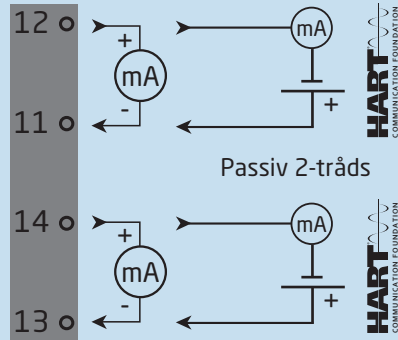 12
+
mA
-
mA
+
11
HART
COMMUNICATION FOUNDATION
Passiv 2-tråds
14
+
mA
-
mA
+
13
HART
COMMUNICATION FOUNDATION